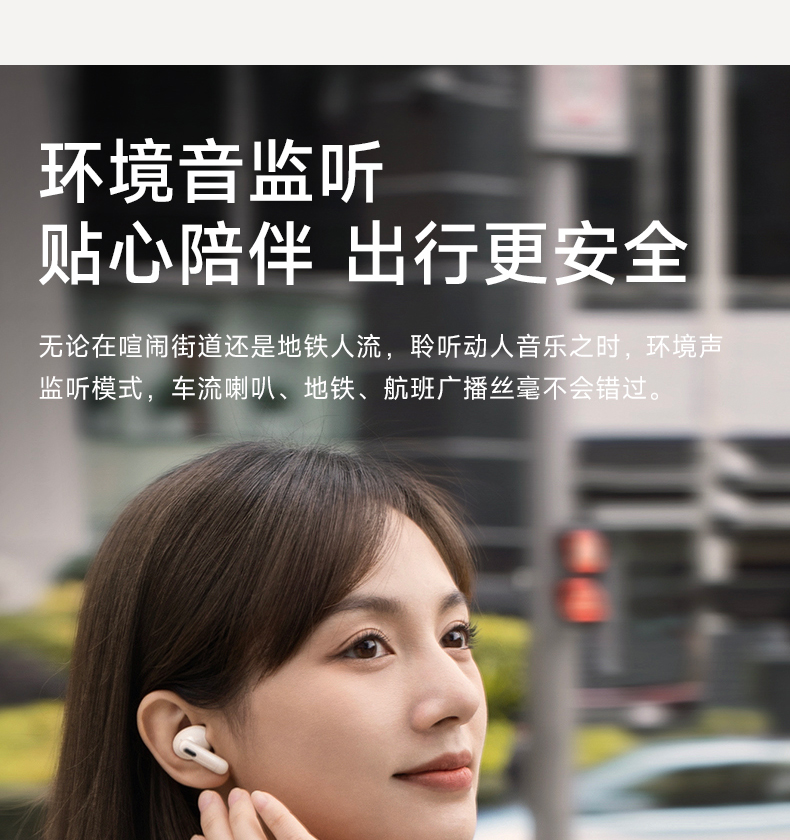 环境音监听
贴心陪伴 出行更安全
无论在喧闹街道还是地铁人流，聆听动人音乐之时，环境声
监听模式，车流喇叭、地铁、航班广播丝毫不会错过。